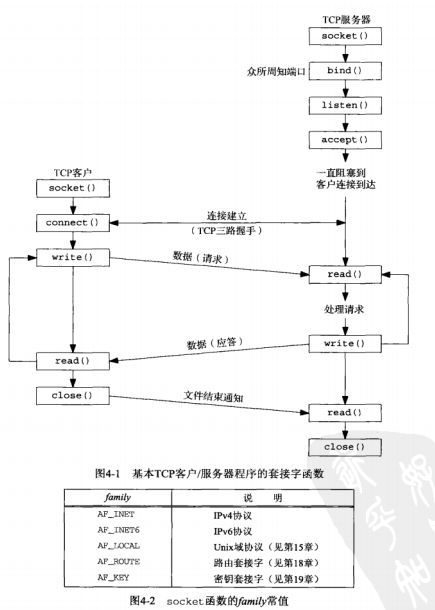 TCP服务器
socket()
众所周知端口
bind()
listen()
accept()
一直阻塞到
客户连接到达
TCP客户
socket()
connect()
连接建立
(TCP三路握手)
write()
数据(请求)
read()
处理请求
write()
数据(应答)
read()
close()
文件结束通知
read()
close()
图4-1 基本TCP客户/服务器程序的套接字函数
family 说 明
AF_INET IPv4协议
AF_INET6 IPv6协议
AF_LOCAL Unix域协议(见第15章)
AF_ROUTE 路由套接字(见第18章)
AF_KEY 密钥套接字(见第19章)
图4-2 socket函数的family常值